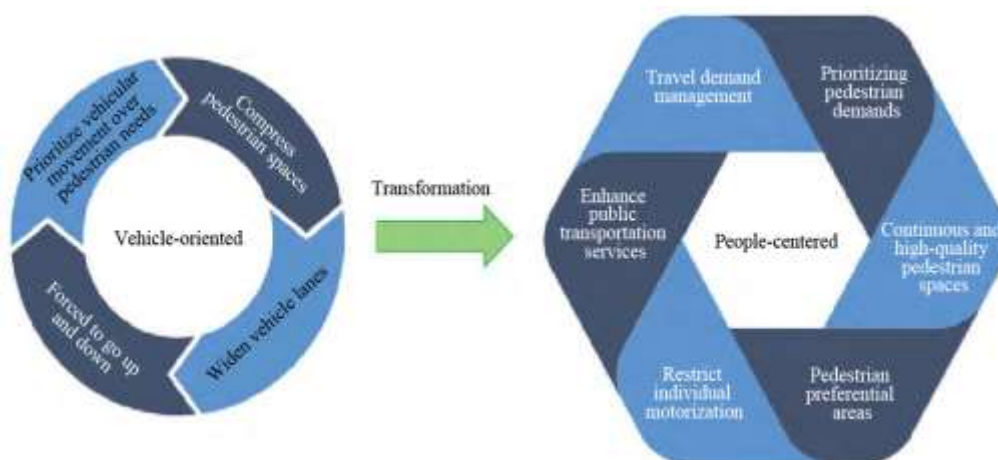 Prioritize vehicular
movement over
pedestrian needs
Compress
pedestrian spaces
Widen vehicle lanes
Forced to go up
and down
Vehicle-oriented
Transformation
Travel demand
management
Prioritizing
pedestrian
demands
Continuous and
high-quality
pedestrian
spaces
Pedestrian
preferential
areas
Restrict
individual
motorization
Enhance
public
transportation
services
People-centered